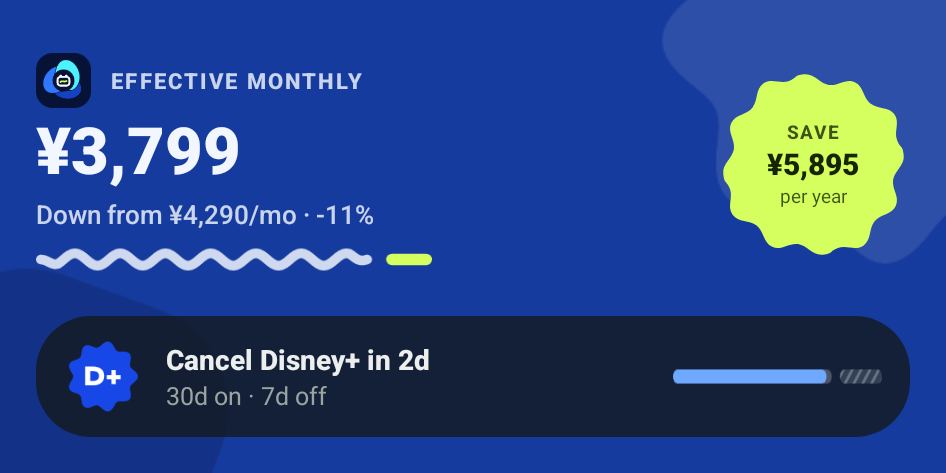 EFFECTIVE MONTHLY
¥3,799
Down from ¥4,290/mo · -11%
SAVE
¥5,895
per year
D+
Cancel Disney+ in 2d
30d on · 7d off